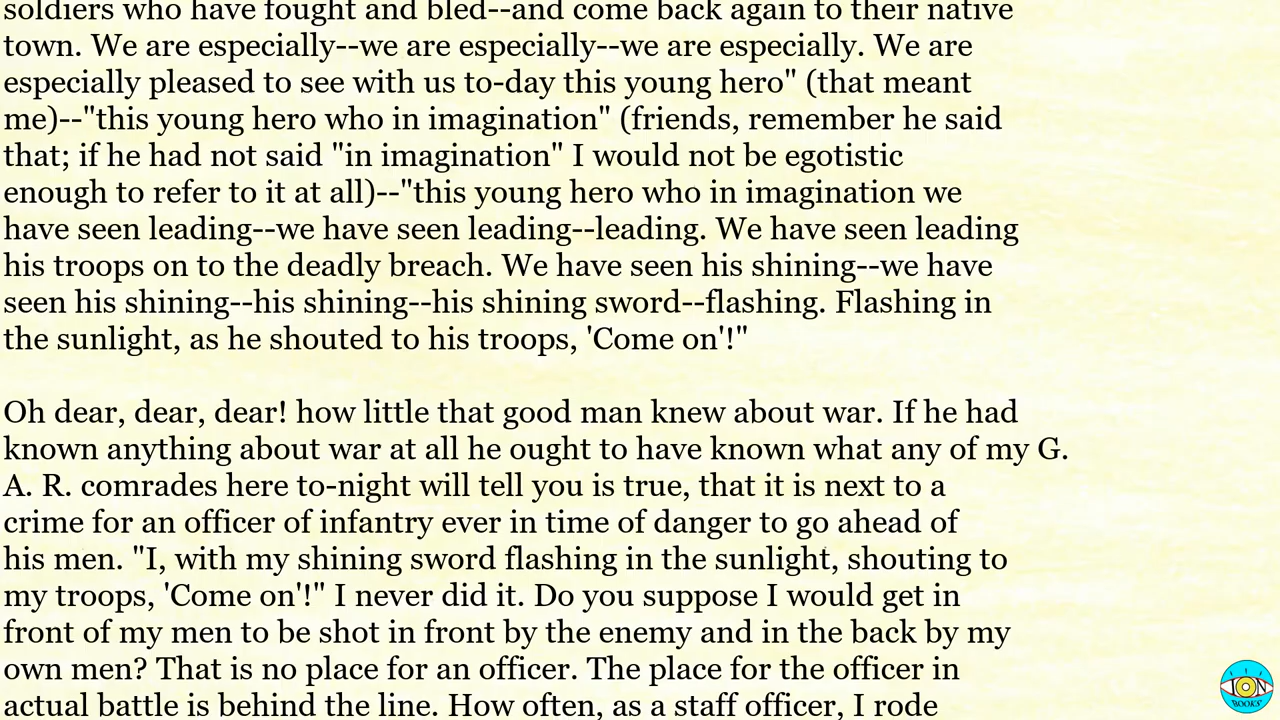 soldiers who have fought and bled--and come back again to their native
town. We are especially--we are especially--we are especially. We are
especially pleased to see with us to-day this young hero" (that meant
me)--"this young hero who in imagination" (friends, remember he said
that; if he had not said "in imagination" I would not be egotistic
enough to refer to it at all)--"this young hero who in imagination we
have seen leading--we have seen leading--leading. We have seen leading
his troops on to the deadly breach. We have seen his shining--we have
seen his shining--his shining--his shining sword--flashing. Flashing in
the sunlight, as he shouted to his troops, 'Come on'!"
Oh dear, dear, dear! how little that good man knew about war. If he had
known anything about war at all he ought to have known what any of my G.
A. R. comrades here to-night will tell you is true, that it is next to a
crime for an officer of infantry ever in time of danger to go ahead of
his men. "I, with my shining sword flashing in the sunlight, shouting to
my troops, 'Come on'!" I never did it. Do you suppose I would get in
front of my men to be shot in front by the enemy and in the back by my
own men? That is no place for an officer. The place for the officer in
actual battle is behind the line. How often, as a staff officer, I rode
ION
BOOKS